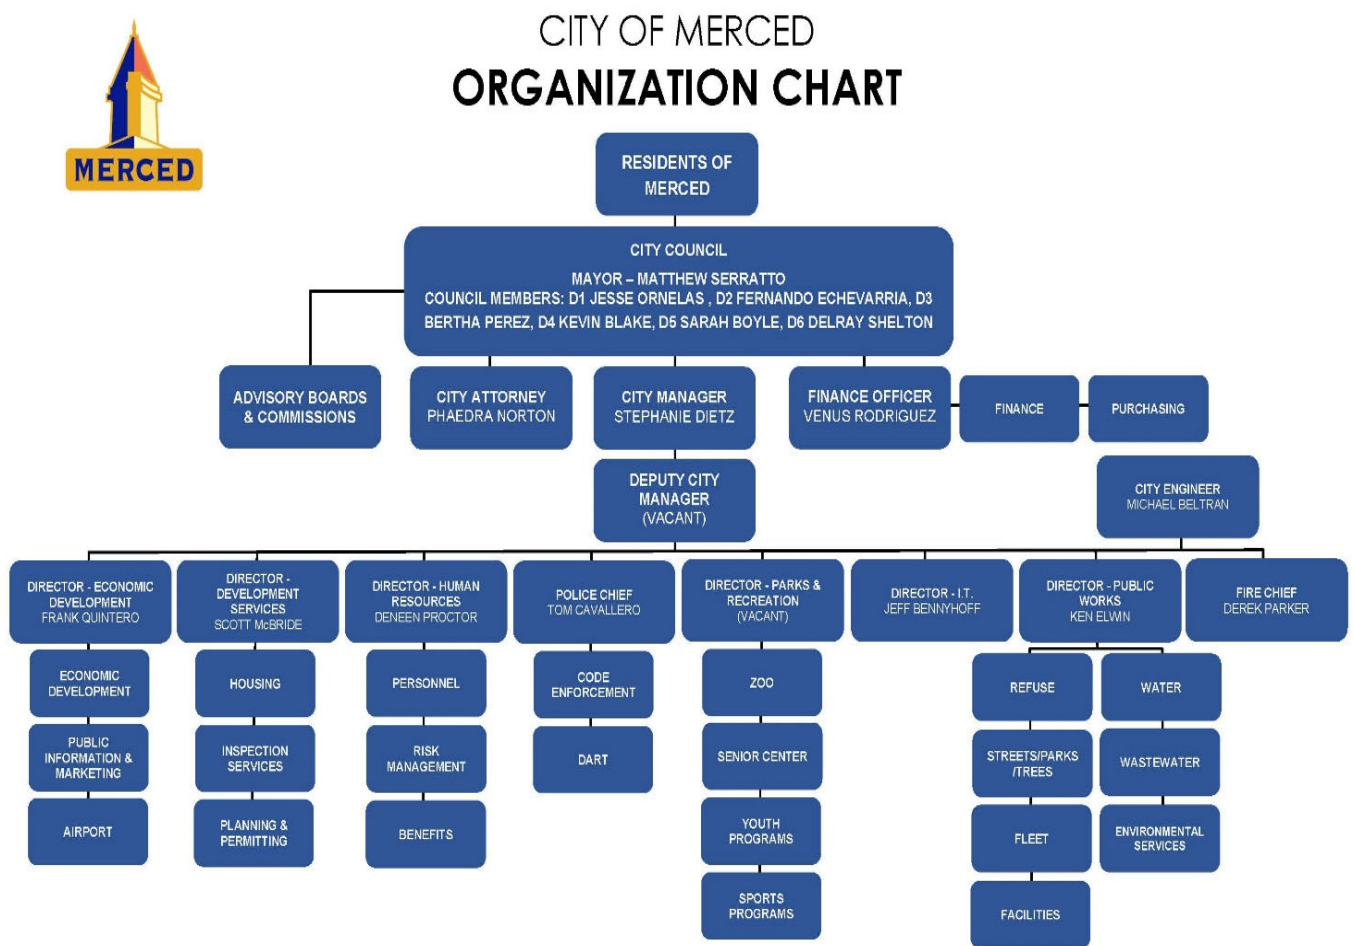 CITY OF MERCED
ORGANIZATION CHART
MERCED
RESIDENTS OF
MERCED
CITY COUNCIL
MAYOR – MATTHEW SERRATTO
COUNCIL MEMBERS: D1 JESSE ORNELAS , D2 FERNANDO ECHEVARRIA, D3
BERTHA PEREZ, D4 KEVIN BLAKE, D5 SARAH BOYLE, D6 DELRAY SHELTON
ADVISORY BOARDS
& COMMISSIONS
CITY ATTORNEY
PHAEDRA NORTON
CITY MANAGER
STEPHANIE DIETZ
FINANCE OFFICER
VENUS RODRIGUEZ
FINANCE
PURCHASING
DEPUTY CITY
MANAGER
(VACANT)
CITY ENGINEER
MICHAEL BELTRAN
DIRECTOR - ECONOMIC
DEVELOPMENT
FRANK QUINTERO
DIRECTOR -
DEVELOPMENT
SERVICES
SCOTT McBRIDE
DIRECTOR - HUMAN
RESOURCES
DENEEN PROCTOR
POLICE CHIEF
TOM CAVALLERO
DIRECTOR - PARKS &
RECREATION
(VACANT)
DIRECTOR - I.T.
JEFF BENNYHOFF
DIRECTOR - PUBLIC
WORKS
KEN ELWIN
FIRE CHIEF
DEREK PARKER
ECONOMIC
DEVELOPMENT
PUBLIC
INFORMATION &
MARKETING
AIRPORT
HOUSING
INSPECTION
SERVICES
PLANNING &
PERMITTING
PERSONNEL
RISK
MANAGEMENT
BENEFITS
CODE
ENFORCEMENT
DART
ZOO
SENIOR CENTER
YOUTH
PROGRAMS
SPORTS
PROGRAMS
REFUSE
STREETS/PARKS
/TREES
FLEET
FACILITIES
WATER
WASTEWATER
ENVIRONMENTAL
SERVICES